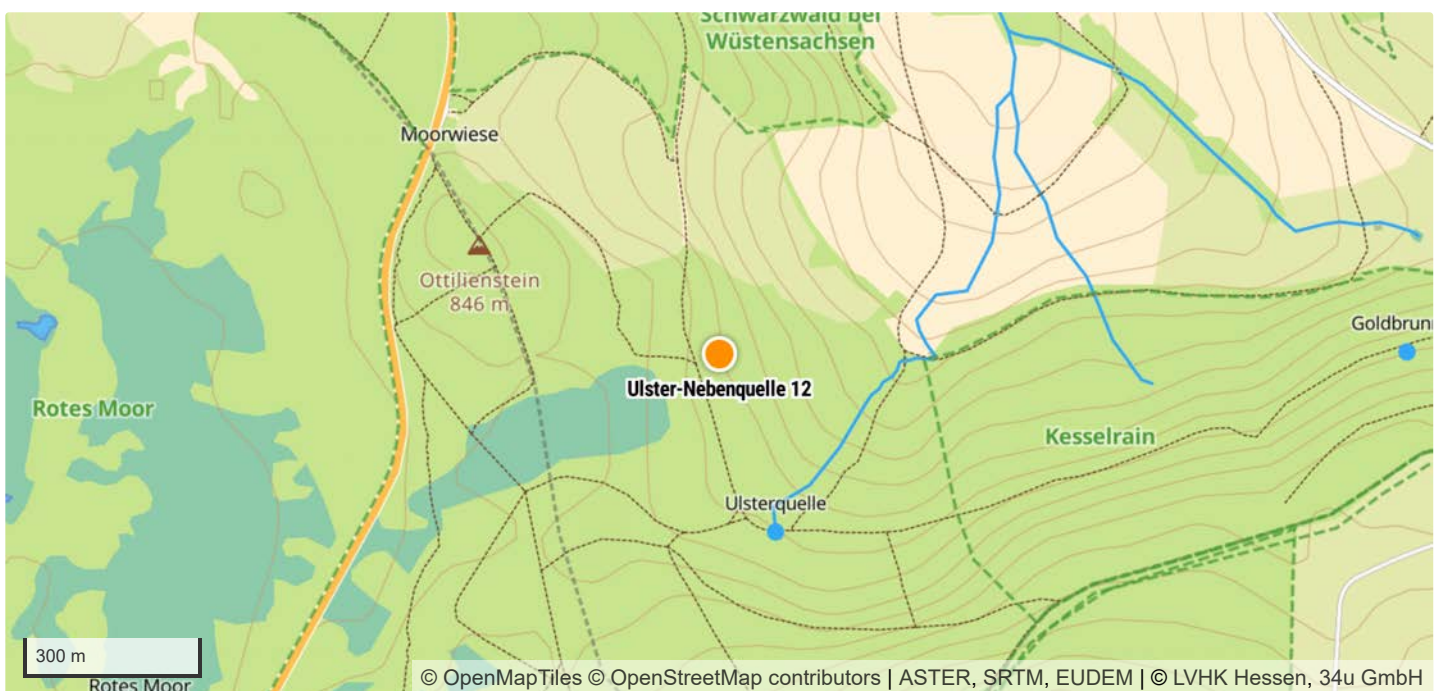 Schwarzwald bei
Wüstensachsen
Moorwiese
Ottilienstein
846 m
Goldbrun
Ulster-Nebenquelle 12
Rotes Moor
Kesselrain
Ulsterquelle
300 m
Rotes Moor
© OpenMapTiles © OpenStreetMap contributors | ASTER, SRTM, EUDEM | © LVHK Hessen, 34u GmbH